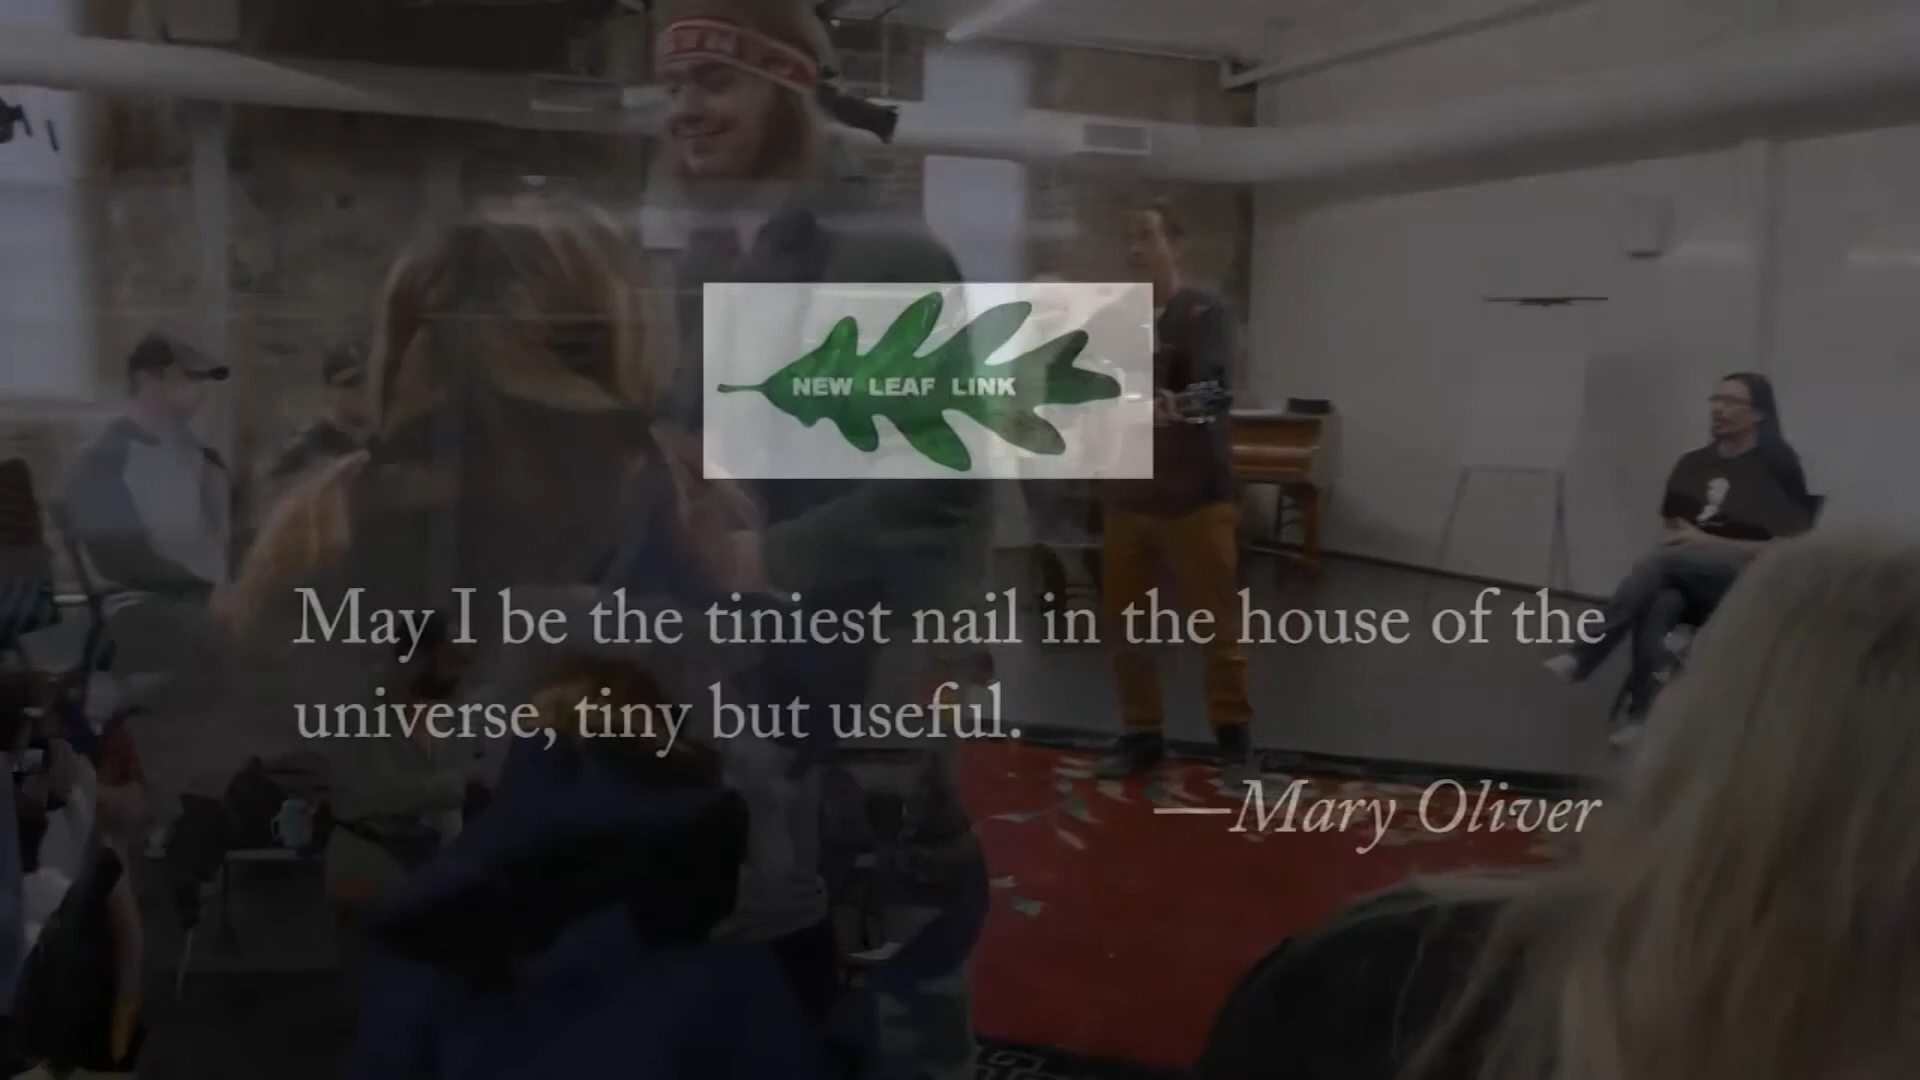 NEW LEAF LINK
May I be the tiniest nail in the house of the
universe, tiny but useful.
—Mary Oliver